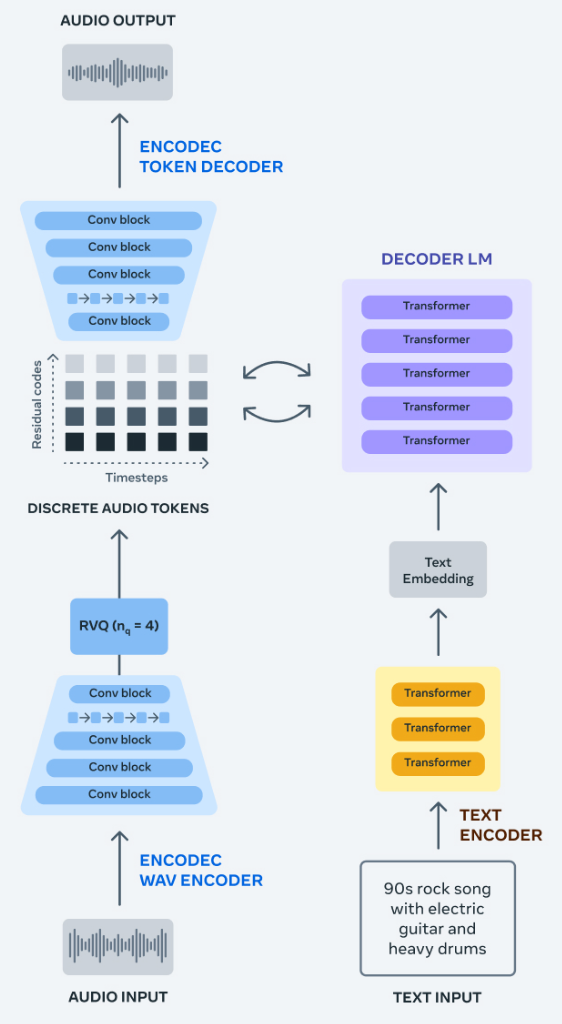 AUDIO OUTPUT
ENCODEC
TOKEN DECODER
Conv block
Conv block
Conv block
Conv block
Residual codes
Timesteps
DISCRETE AUDIO TOKENS
RVQ (nq = 4)
Conv block
Conv block
Conv block
Conv block
ENCODEC
WAV ENCODER
AUDIO INPUT
DECODER LM
Transformer
Transformer
Transformer
Transformer
Transformer
Text
Embedding
Transformer
Transformer
Transformer
TEXT
ENCODER
90s rock song
with electric
guitar and
heavy drums
TEXT INPUT